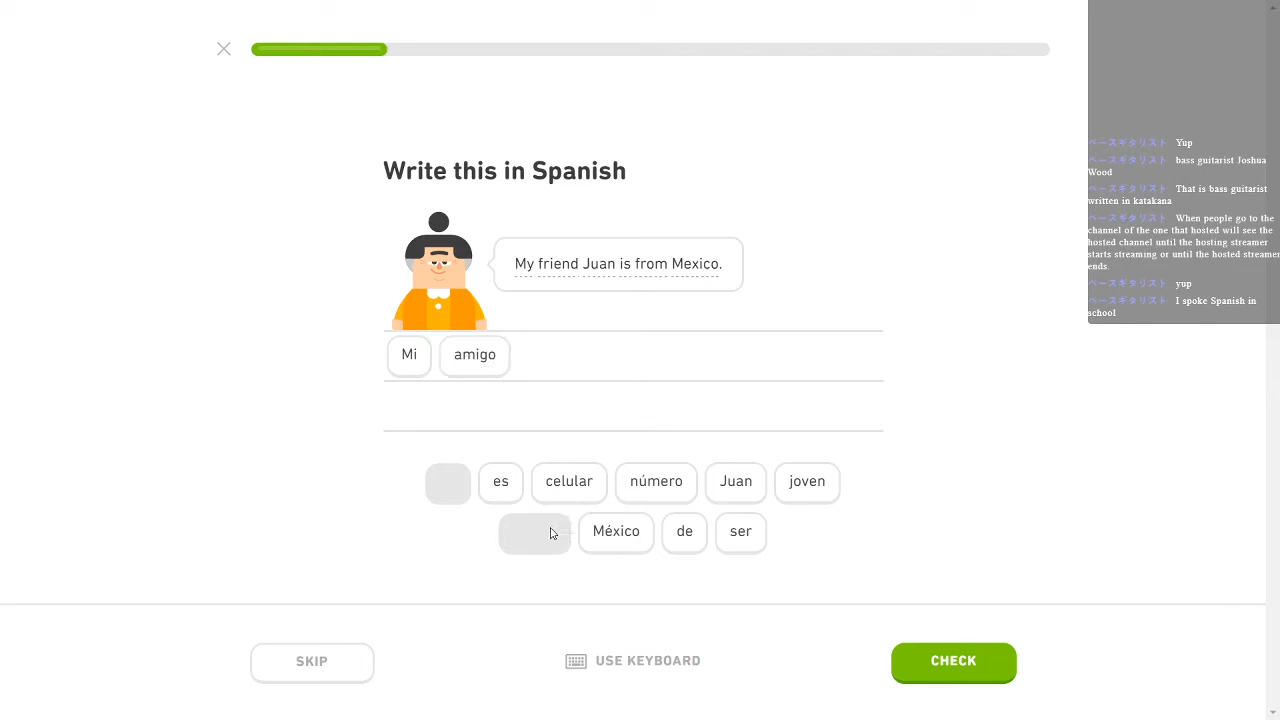 Write this in Spanish
My friend Juan is from Mexico.
Mi amigo
es celular número Juan joven
México de ser
SKIP USE KEYBOARD CHECK
ベースギタリスト Yup
ベースギタリスト bass guitarist Joshua
Wood
ベースギタリスト That is bass guitarist
written in katakana
ベースギタリスト When people go to the
channel of the one that hosted will see the
hosted channel until the hosting streamer
starts streaming or until the hosted streamer
ends.
ベースギタリスト yup
ベースギタリスト I spoke Spanish in
school